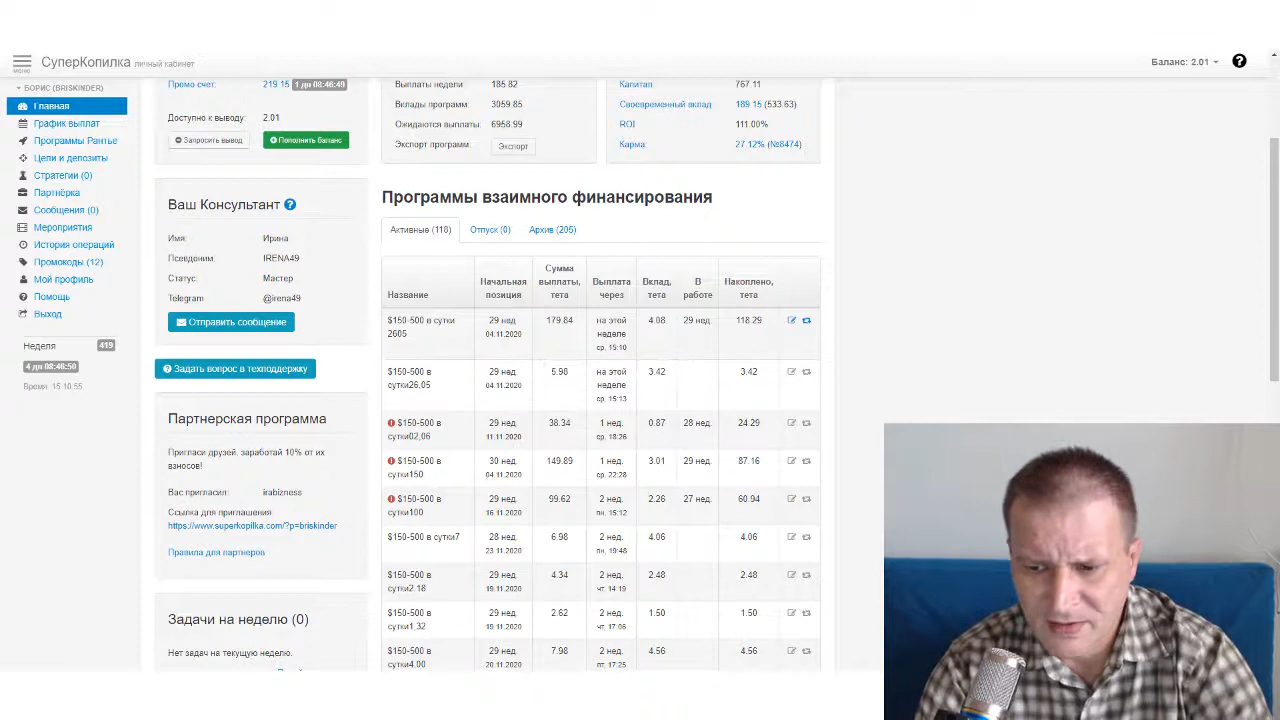 СуперКопилка личный кабинет
меню
Баланс: 2.01
БОРИС (BRISKINDER)
Главная
График выплат
Программы Рантье
Цели и депозиты
Стратегии (0)
Партнёрка
Сообщения (0)
Мероприятия
История операций
Промокоды (12)
Мой профиль
Помощь
Выход
Неделя 419
4 дн 08:46:50
Время 15:10:55
Промо счет: 219.15 1 дн 08:46:49
Доступно к выводу: 2.01
Запросить вывод Пополнить баланс
Ваш Консультант
Имя: Ирина
Псевдоним: IRENA49
Статус: Мастер
Telegram @irena49
Отправить сообщение
Задать вопрос в техподдержку
Партнерская программа
Пригласи друзей, заработай 10% от их
взносов!
Вас пригласил: irabizness
Ссылка для приглашения
https://www.superkopilka.com/?p=briskinder
Правила для партнеров
Задачи на неделю (0)
Нет задач на текущую неделю.
Выплаты недели 185.82
Вклады программ: 3059.85
Ожидаются выплаты: 6958.99
Экспорт программ: Экспорт
Капитал 767.11
Своевременный вклад 189.15 (533.63)
ROI 111.00%
Карма: 27.12% (№8474)
Программы взаимного финансирования
Активные (118) Отпуск (0) Архив (205)
Название Начальная позиция Сумма выплаты, тета Выплата через Вклад, тета В работе Накоплено, тета
$150-500 в сутки 2605 29 нед. 04.11.2020 179.84 на этой неделе ср. 15:10 4.08 29 нед. 118.29
$150-500 в сутки26,05 29 нед. 04.11.2020 5.98 на этой неделе ср. 15:13 3.42 3.42
$150-500 в сутки02,06 29 нед. 11.11.2020 38.34 1 нед. ср. 18:26 0.87 28 нед. 24.29
$150-500 в сутки150 30 нед. 04.11.2020 149.89 1 нед. ср. 22:28 3.01 29 нед. 87.16
$150-500 в сутки100 29 нед. 16.11.2020 99.62 2 нед. пн. 15:12 2.26 27 нед. 60.94
$150-500 в сутки7 28 нед. 23.11.2020 6.98 2 нед. пн. 19:48 4.06 4.06
$150-500 в сутки2.18 29 нед. 19.11.2020 4.34 2 нед. чт. 14:19 2.48 2.48
$150-500 в сутки1,32 29 нед. 19.11.2020 2.62 2 нед. чт. 17:06 1.50 1.50
$150-500 в сутки4.00 29 нед. 20.11.2020 7.98 2 нед. пт. 17:25 4.56 4.56